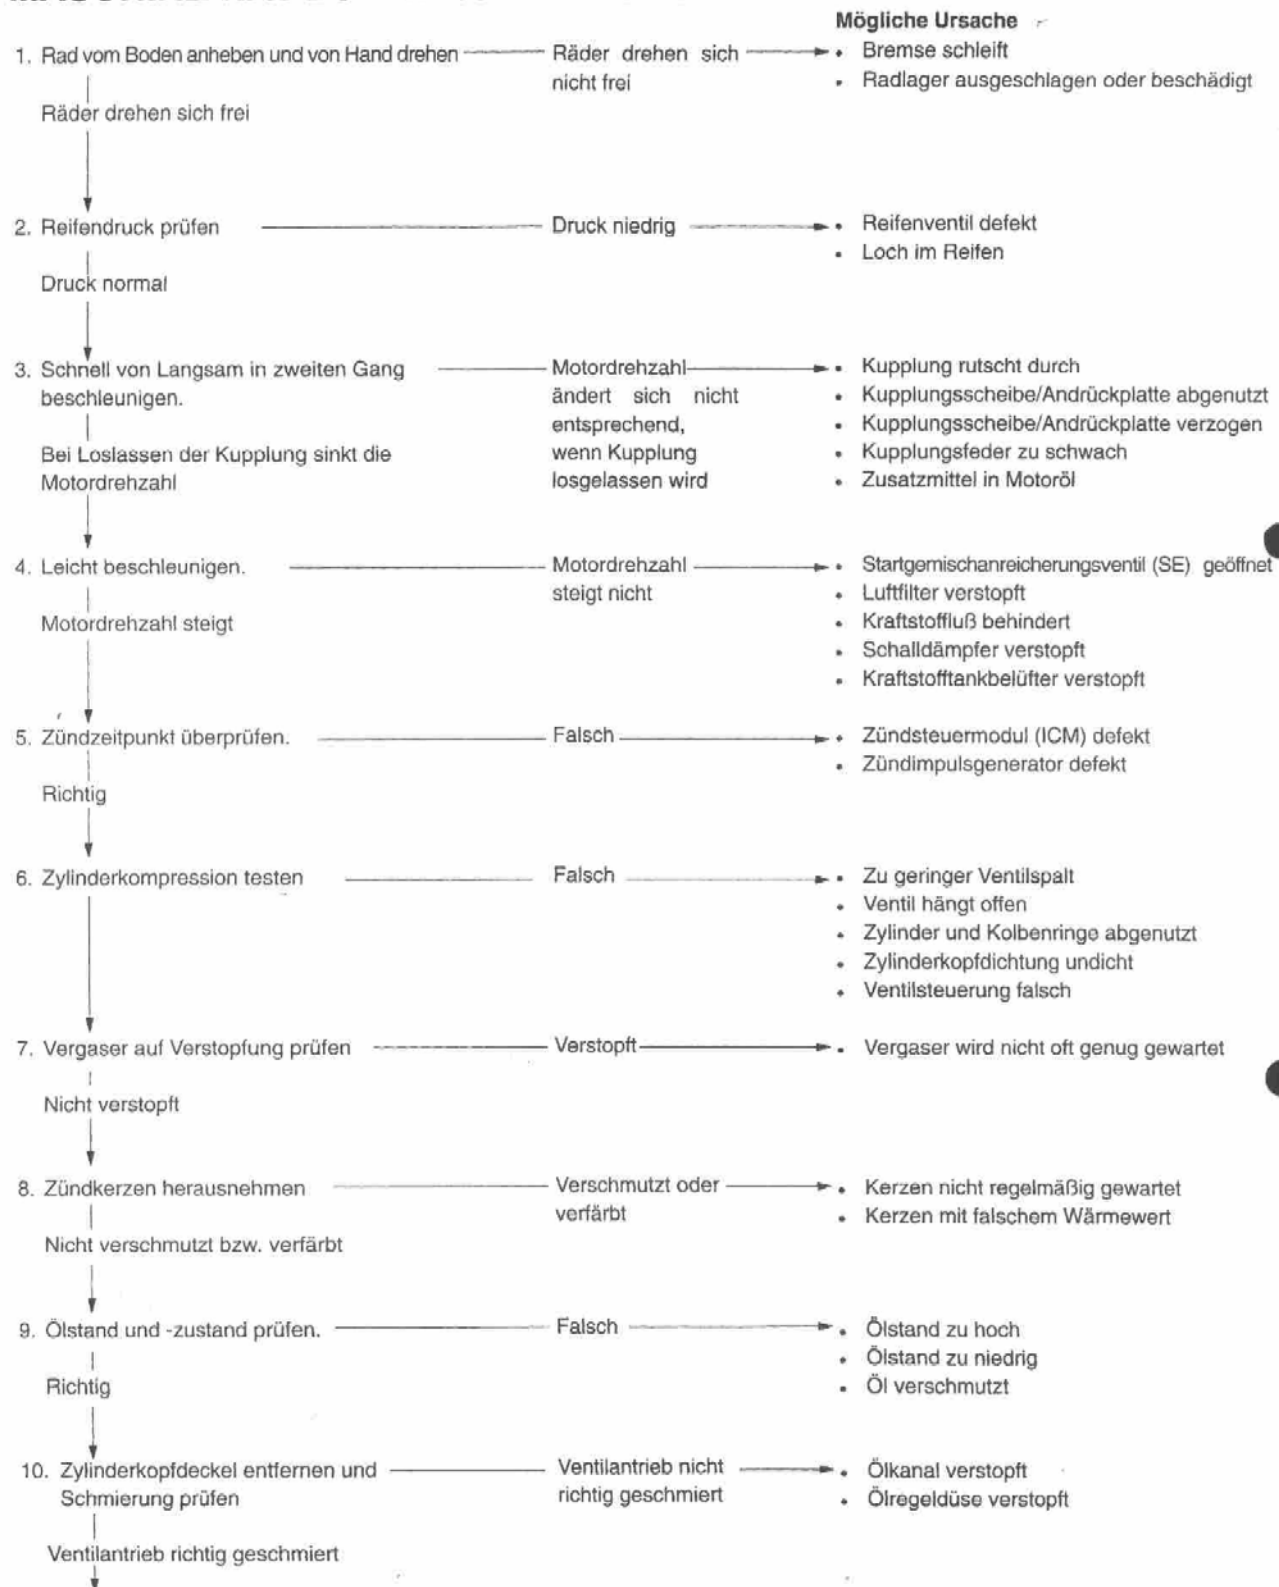 Mögliche Ursache
1. Rad vom Boden anheben und von Hand drehen
Räder drehen sich
nicht frei
• Bremse schleift
• Radlager ausgeschlagen oder beschädigt
Räder drehen sich frei
2. Reifendruck prüfen
Druck niedrig
• Reifenventil defekt
• Loch im Reifen
Druck normal
3. Schnell von Langsam in zweiten Gang
beschleunigen.
Motordrehzahl
ändert sich nicht
entsprechend,
wenn Kupplung
losgelassen wird
• Kupplung rutscht durch
• Kupplungsscheibe/Andrückplatte abgenutzt
• Kupplungsscheibe/Andrückplatte verzogen
• Kupplungsfeder zu schwach
• Zusatzmittel in Motoröl
Bei Loslassen der Kupplung sinkt die
Motordrehzahl
4. Leicht beschleunigen.
Motordrehzahl
steigt nicht
• Startgemischanreicherungsventil (SE) geöffnet
• Luftfilter verstopft
• Kraftstoffluß behindert
• Schalldämpfer verstopft
• Kraftstofftankbelüfter verstopft
Motordrehzahl steigt
5. Zündzeitpunkt überprüfen.
Falsch
• Zündsteuermodul (ICM) defekt
• Zündimpulsgenerator defekt
Richtig
6. Zylinderkompression testen
Falsch
• Zu geringer Ventilspalt
• Ventil hängt offen
• Zylinder und Kolbenringe abgenutzt
• Zylinderkopfdichtung undicht
• Ventilsteuerung falsch
7. Vergaser auf Verstopfung prüfen
Verstopft
• Vergaser wird nicht oft genug gewartet
Nicht verstopft
8. Zündkerzen herausnehmen
Verschmutzt oder
verfärbt
• Kerzen nicht regelmäßig gewartet
• Kerzen mit falschem Wärmewert
Nicht verschmutzt bzw. verfärbt
9. Ölstand und -zustand prüfen.
Falsch
• Ölstand zu hoch
• Ölstand zu niedrig
• Öl verschmutzt
Richtig
10. Zylinderkopfdeckel entfernen und
Schmierung prüfen
Ventilantrieb nicht
richtig geschmiert
• Ölkanal verstopft
• Ölregeldüse verstopft
Ventilantrieb richtig geschmiert